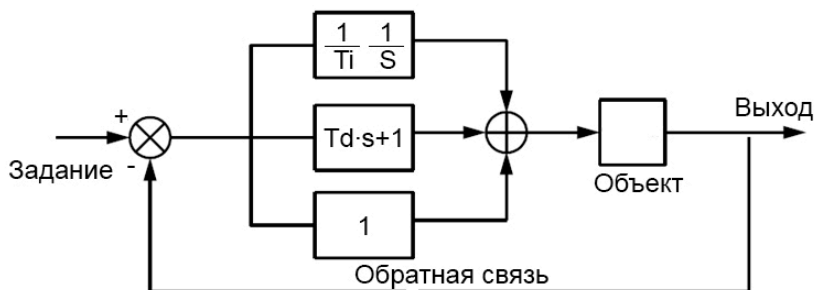 1/Ti 1/S
+
Выход
Td·s+1
Задание
-
Объект
1
Обратная связь